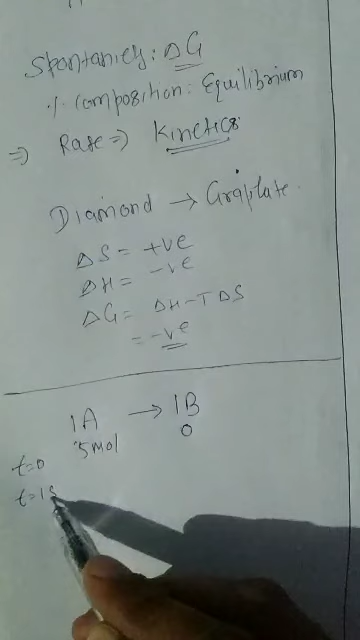 Spontaniety: ΔG
% Composition: Equilibrium
⇒ Rate ⇒ Kinetics
Diamond → Graphate.
ΔS = +ve
ΔH = -ve
ΔG = ΔH-TΔS
= -ve
1A → 1B
t=0 5mol 0
t=1s